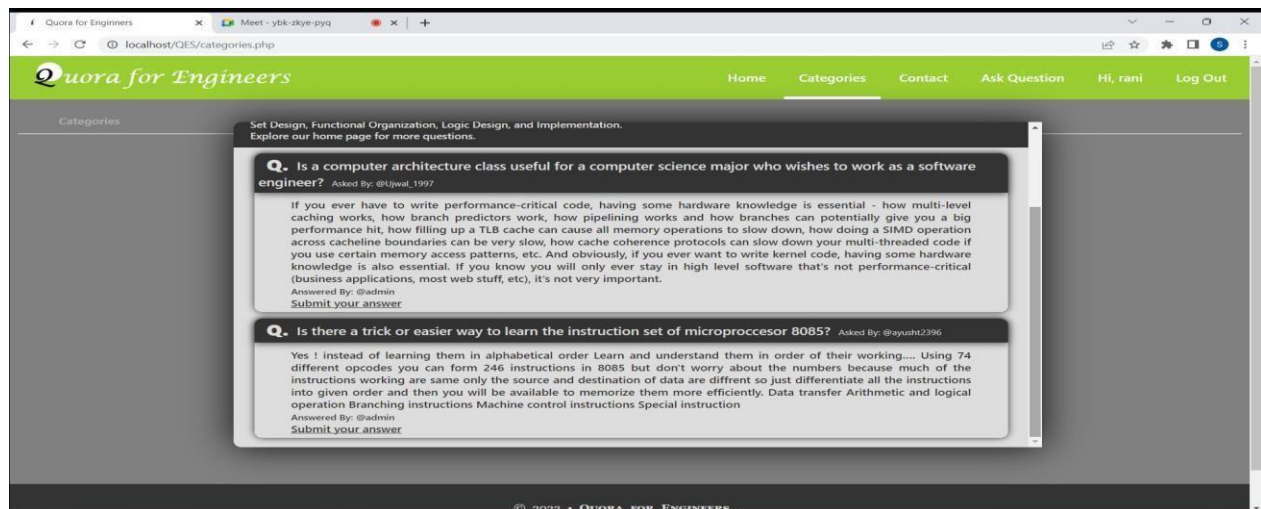 Quora for Enginners
Meet - ybk-zkye-pyq
localhost/QES/categories.php
S
Quora for Engineers
Home Categories Contact Ask Question Hi, rani Log Out
Categories
Set Design, Functional Organization, Logic Design, and Implementation.
Explore our home page for more questions.
Q. Is a computer architecture class useful for a computer science major who wishes to work as a software
engineer? Asked By: @Ujwal_1997
If you ever have to write performance-critical code, having some hardware knowledge is essential - how multi-level
caching works, how branch predictors work, how pipelining works and how branches can potentially give you a big
performance hit, how filling up a TLB cache can cause all memory operations to slow down, how doing a SIMD operation
across cacheline boundaries can be very slow, how cache coherence protocols can slow down your multi-threaded code if
you use certain memory access patterns, etc. And obviously, if you ever want to write kernel code, having some hardware
knowledge is also essential. If you know you will only ever stay in high level software that's not performance-critical
(business applications, most web stuff, etc), it's not very important.
Answered By: @admin
Submit your answer
Q. Is there a trick or easier way to learn the instruction set of microproccesor 8085? Asked By: @ayusht2396
Yes ! instead of learning them in alphabetical order Learn and understand them in order of their working.... Using 74
different opcodes you can form 246 instructions in 8085 but don't worry about the numbers because much of the
instructions working are same only the source and destination of data are diffrent so just differentiate all the instructions
into given order and then you will be available to memorize them more efficiently. Data transfer Arithmetic and logical
operation Branching instructions Machine control instructions Special instruction
Answered By: @admin
Submit your answer
QUORA FOR ENGINEERS